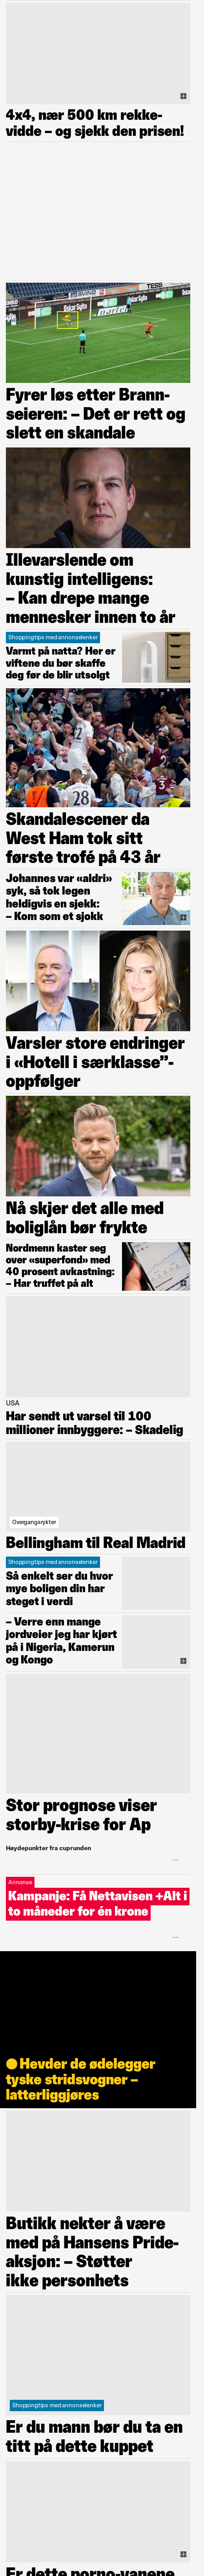 4x4, nær 500 km rekke-
vidde – og sjekk den prisen!
Fyrer løs etter Brann-
seieren: – Det er rett og
slett en skandale
Illevarslende om
kunstig intelligens:
– Kan drepe mange
mennesker innen to år
Shoppingtips med annonselenker
Varmt på natta? Her er
viftene du bør skaffe
deg før de blir utsolgt
Skandalescener da
West Ham tok sitt
første trofé på 43 år
Johannes var «aldri»
syk, så tok legen
heldigvis en sjekk:
– Kom som et sjokk
Varsler store endringer
i «Hotell i særklasse”-
oppfølger
Nå skjer det alle med
boliglån bør frykte
Nordmenn kaster seg
over «superfond» med
40 prosent avkastning:
– Har truffet på alt
USA
Har sendt ut varsel til 100
millioner innbyggere: – Skadelig
Overgangsrykter
Bellingham til Real Madrid
Shoppingtips med annonselenker
Så enkelt ser du hvor
mye boligen din har
steget i verdi
– Verre enn mange
jordveier jeg har kjørt
på i Nigeria, Kamerun
og Kongo
Stor prognose viser
storby-krise for Ap
Høydepunkter fra cuprunden
Annonse
Kampanje: Få Nettavisen +Alt i
to måneder for én krone
Hevder de ødelegger
tyske stridsvogner –
latterliggjøres
Butikk nekter å være
med på Hansens Pride-
aksjon: – Støtter
ikke personhets
Shoppingtips med annonselenker
Er du mann bør du ta en
titt på dette kuppet
Er dette porno-vanene